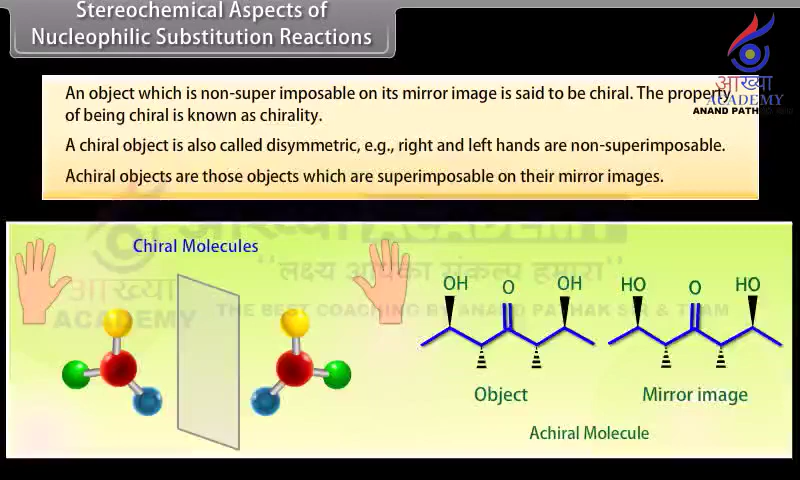 Stereochemical Aspects of
Nucleophilic Substitution Reactions
आख्या
ACADEMY
An object which is non-super imposable on its mirror image is said to be chiral. The property
of being chiral is known as chirality.
A chiral object is also called disymmetric, e.g., right and left hands are non-superimposable.
Achiral objects are those objects which are superimposable on their mirror images.
ACADEMY
Chiral Molecules
''लक्ष्य आपका संकल्प हमारा''
आख्या
ACADEMY
THE BEST COACHING BY ANAND PATHAK SIR & TEAM
OH O OH HO O HO
Object Mirror image
Achiral Molecule